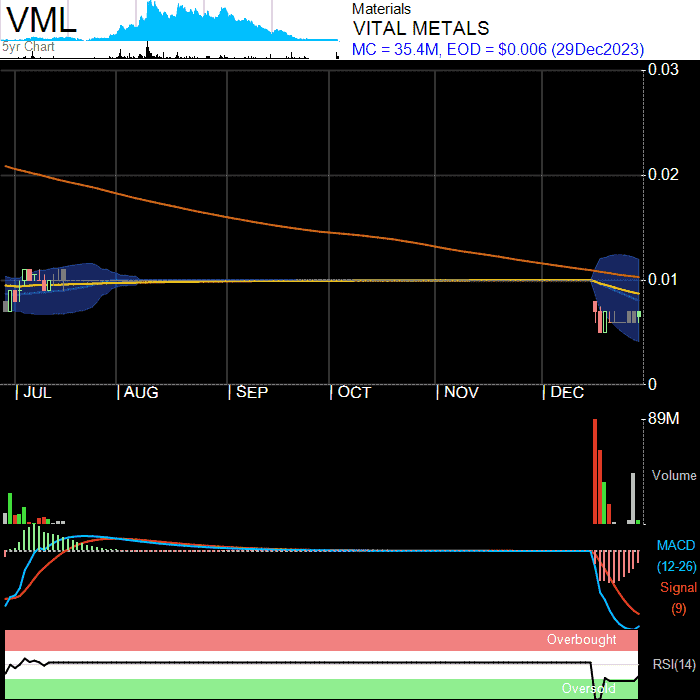 VML
5yr Chart
Materials
VITAL METALS
MC = 35.4M, EOD = $0.006 (29Dec2023)
0.03
0.02
0.01
0
JUL AUG SEP OCT NOV DEC
89M
Volume
MACD
(12-26)
Signal
(9)
Overbought
RSI(14)
Oversold